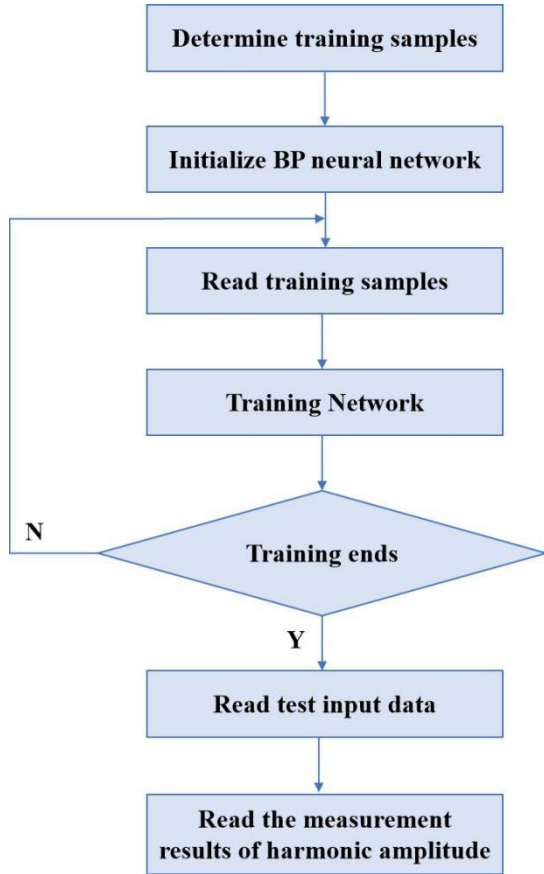 Determine training samples
Initialize BP neural network
Read training samples
Training Network
Training ends
N
Y
Read test input data
Read the measurement
results of harmonic amplitude